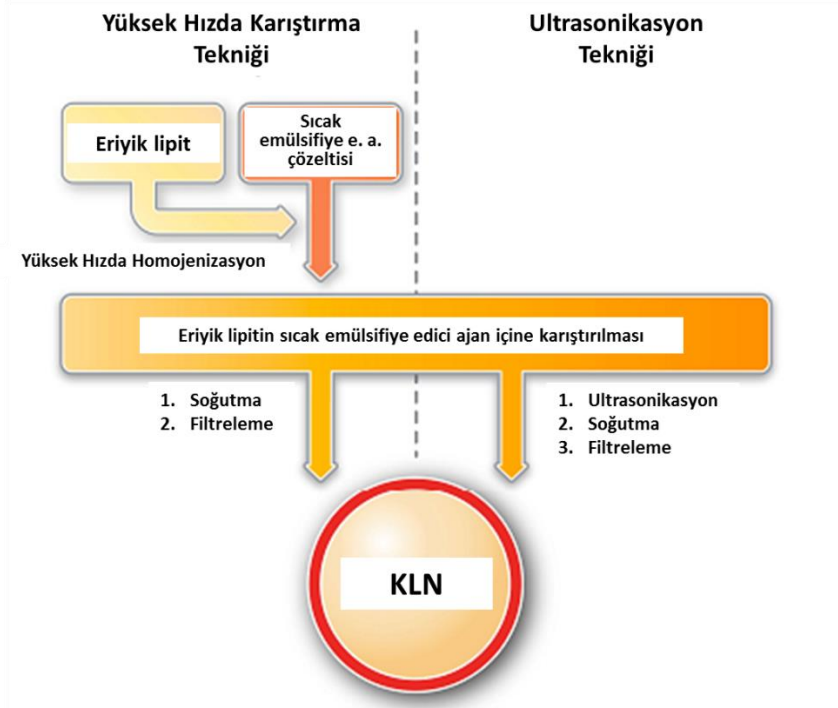 Yüksek Hızda Karıştırma
Tekniği
Ultrasonikasyon
Tekniği
Eriyik lipit
Sıcak
emülsifiye e. a.
çözeltisi
Yüksek Hızda Homojenizasyon
Eriyik lipitin sıcak emülsifiye edici ajan içine karıştırılması
1. Soğutma
2. Filtreleme
1. Ultrasonikasyon
2. Soğutma
3. Filtreleme
KLN